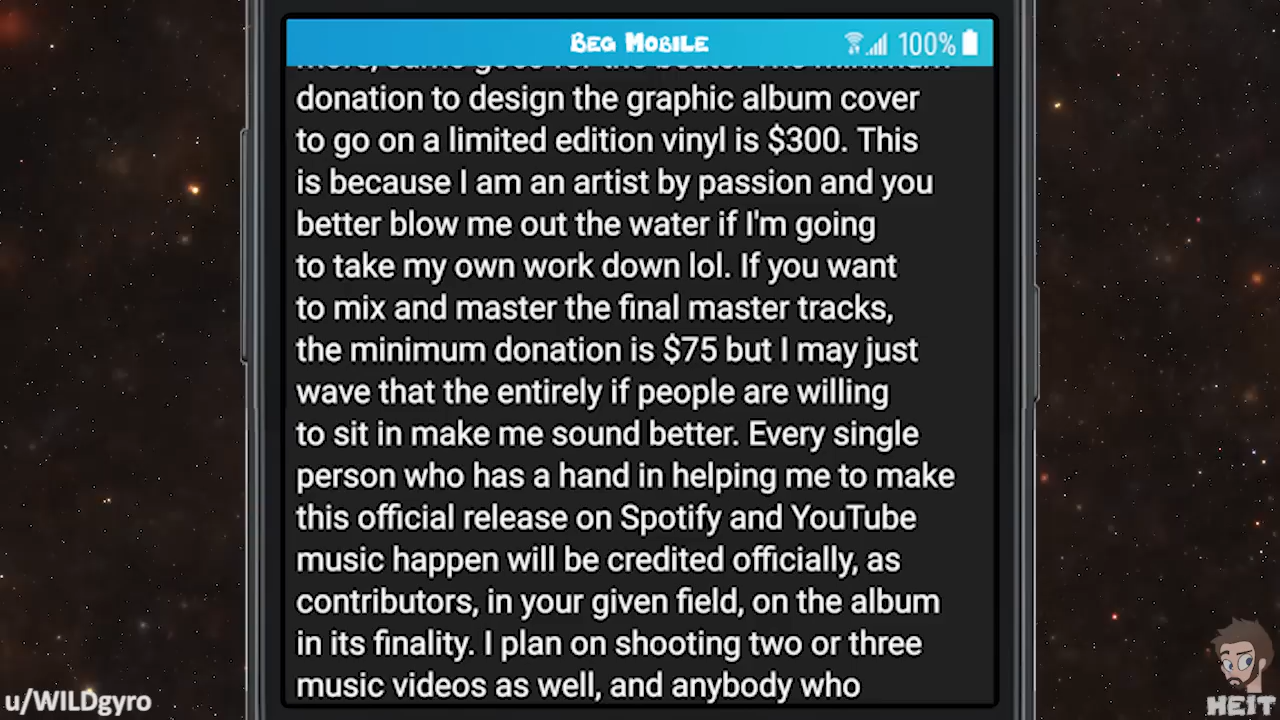 BEG MOBILE
100%
donation to design the graphic album cover
to go on a limited edition vinyl is $300. This
is because I am an artist by passion and you
better blow me out the water if I'm going
to take my own work down lol. If you want
to mix and master the final master tracks,
the minimum donation is $75 but I may just
wave that the entirely if people are willing
to sit in make me sound better. Every single
person who has a hand in helping me to make
this official release on Spotify and YouTube
music happen will be credited officially, as
contributors, in your given field, on the album
in its finality. I plan on shooting two or three
music videos as well, and anybody who
u/WILDgyro
HEIT